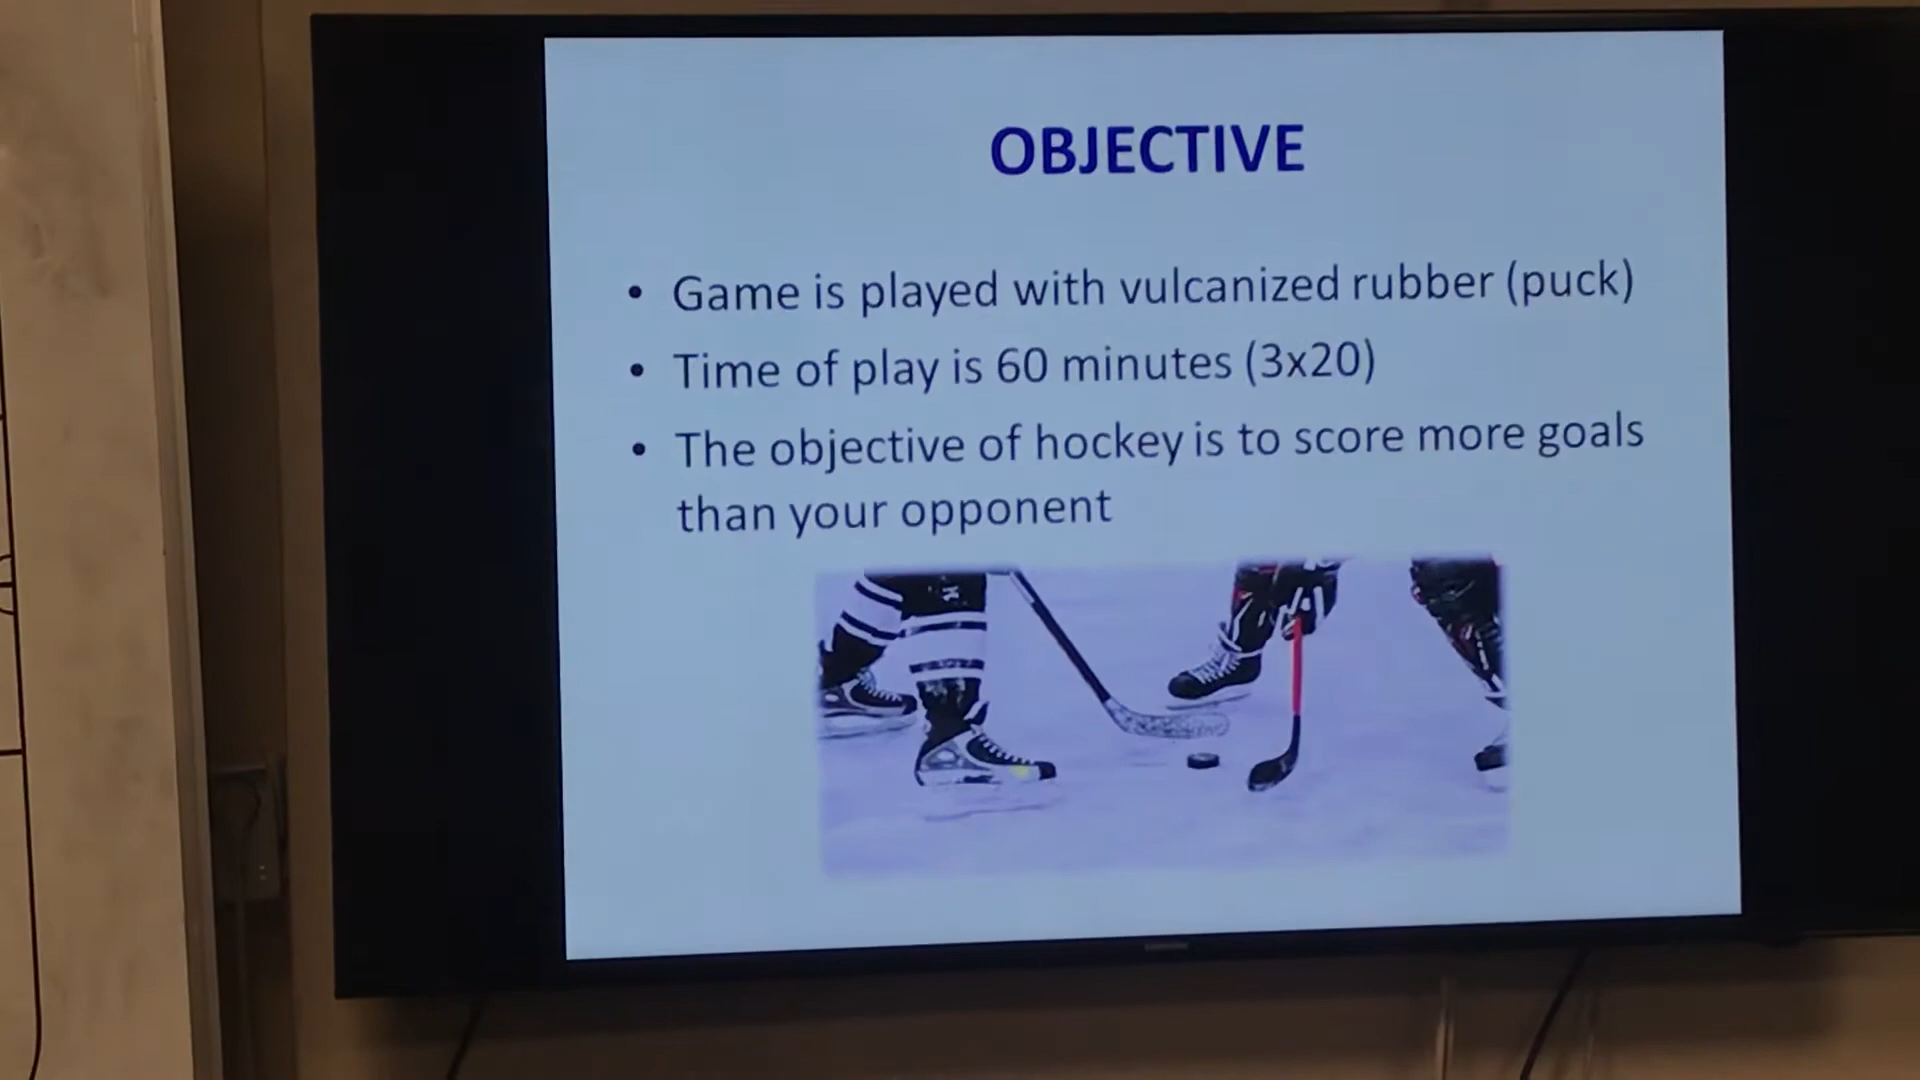 OBJECTIVE
• Game is played with vulcanized rubber (puck)
• Time of play is 60 minutes (3x20)
• The objective of hockey is to score more goals
than your opponent